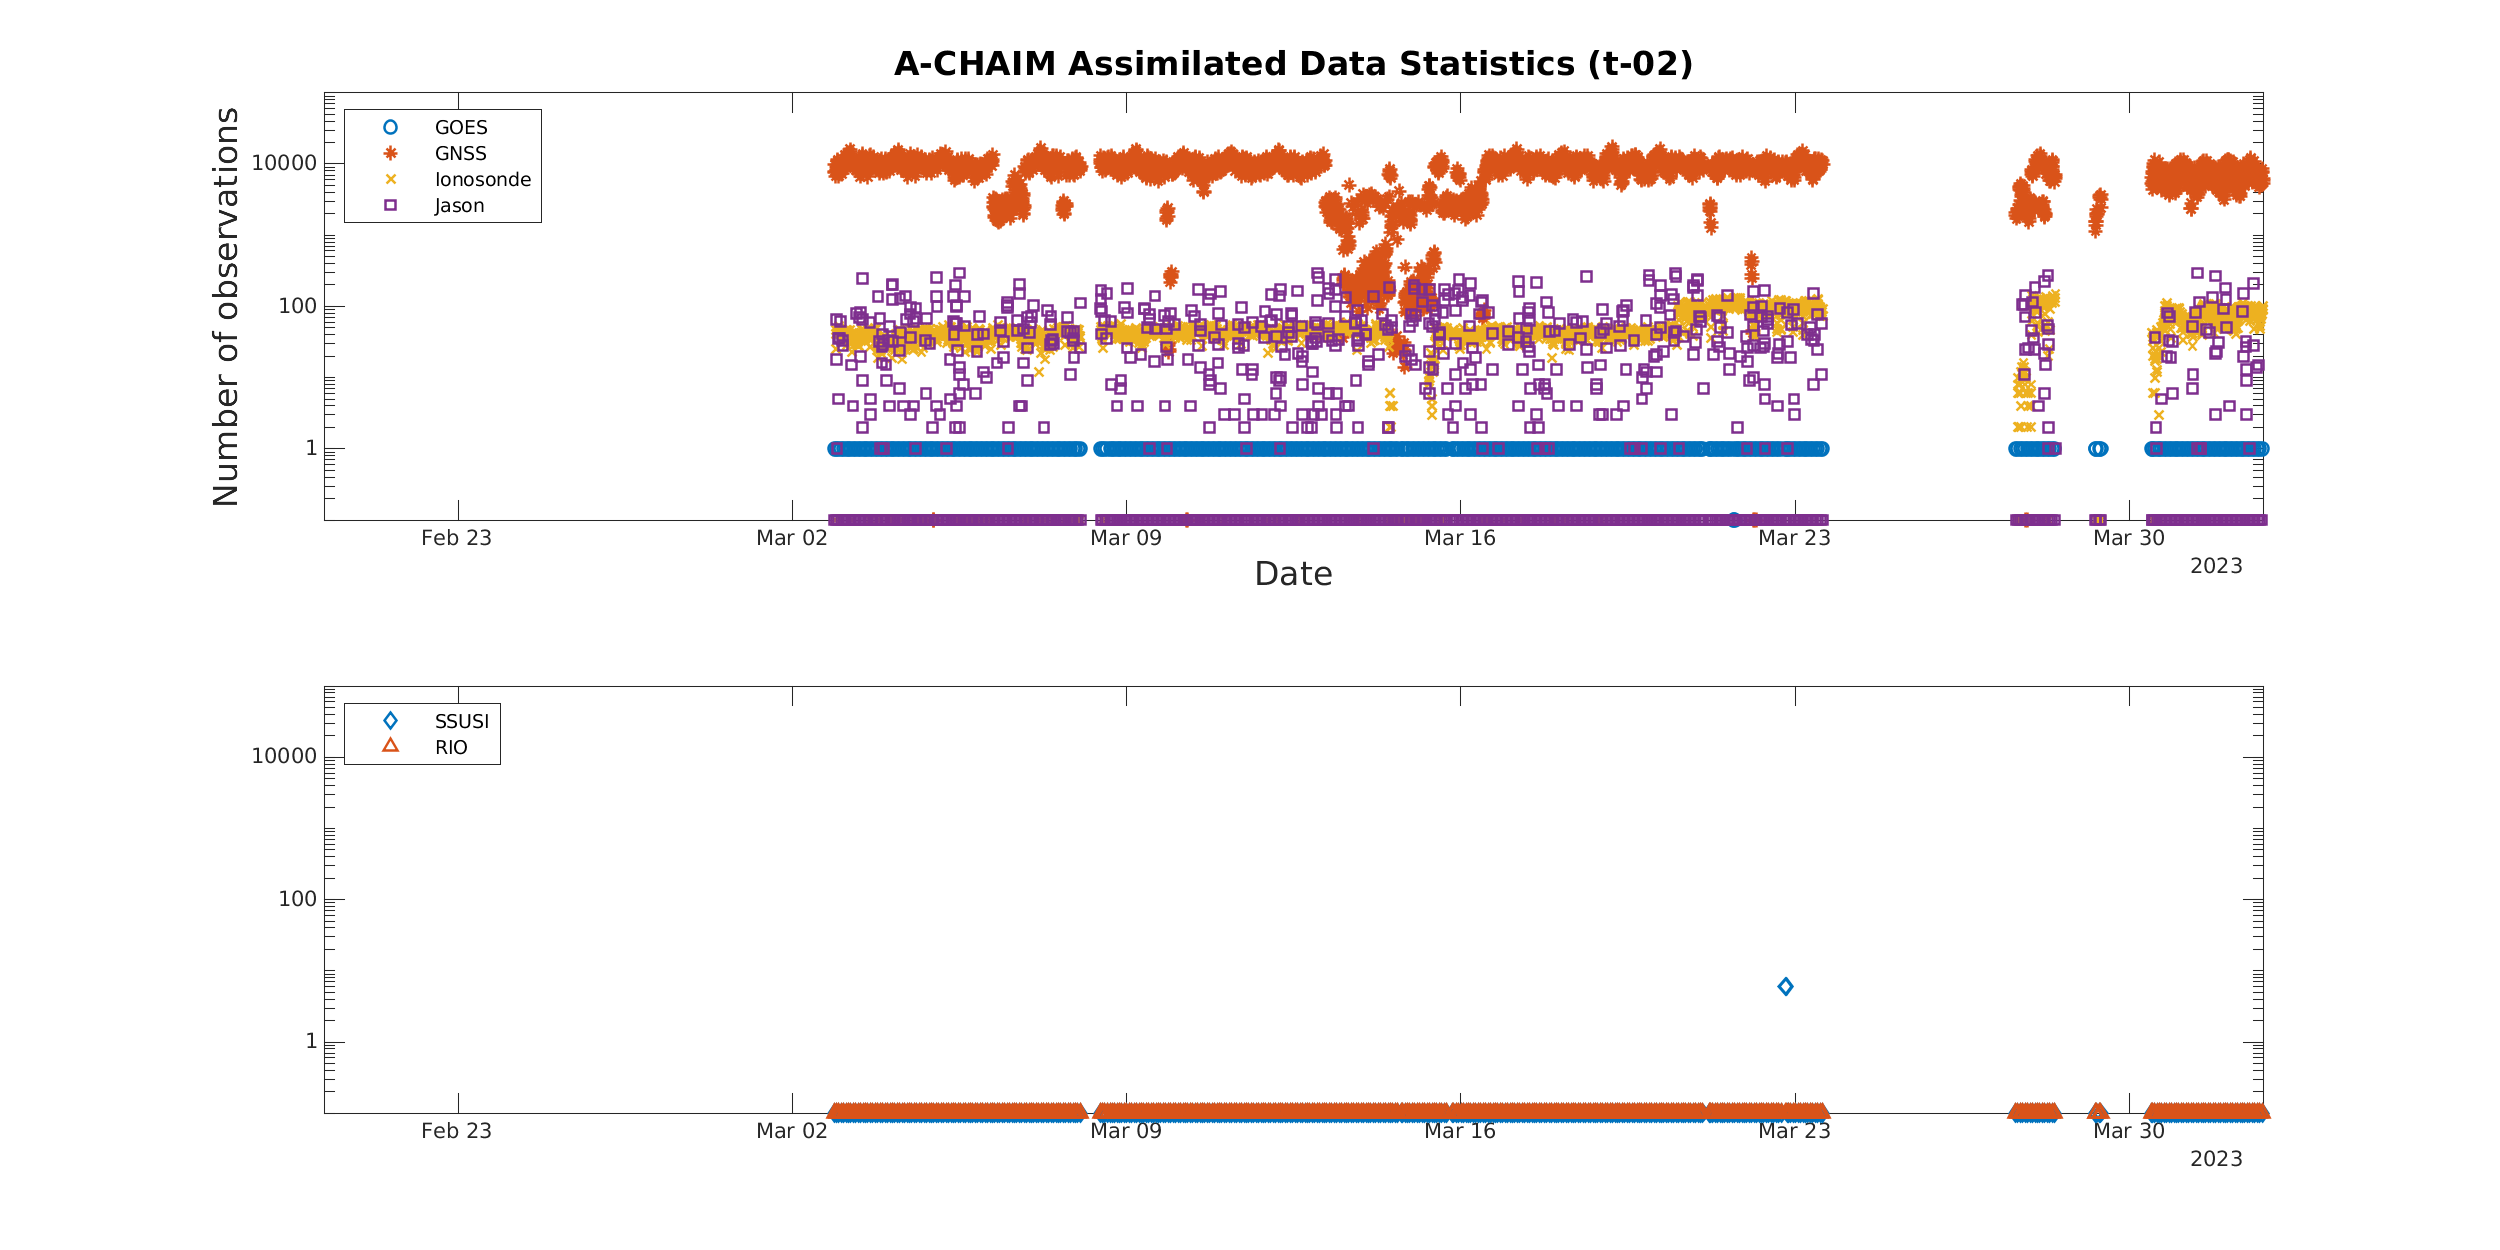 A-CHAIM Assimilated Data Statistics (t-02)
Number of observations
10000
100
1
GOES
GNSS
Ionosonde
Jason
Feb 23
Mar 02
Mar 09
Mar 16
Mar 23
Mar 30
2023
Date
10000
100
1
SSUSI
RIO
Feb 23
Mar 02
Mar 09
Mar 16
Mar 23
Mar 30
2023